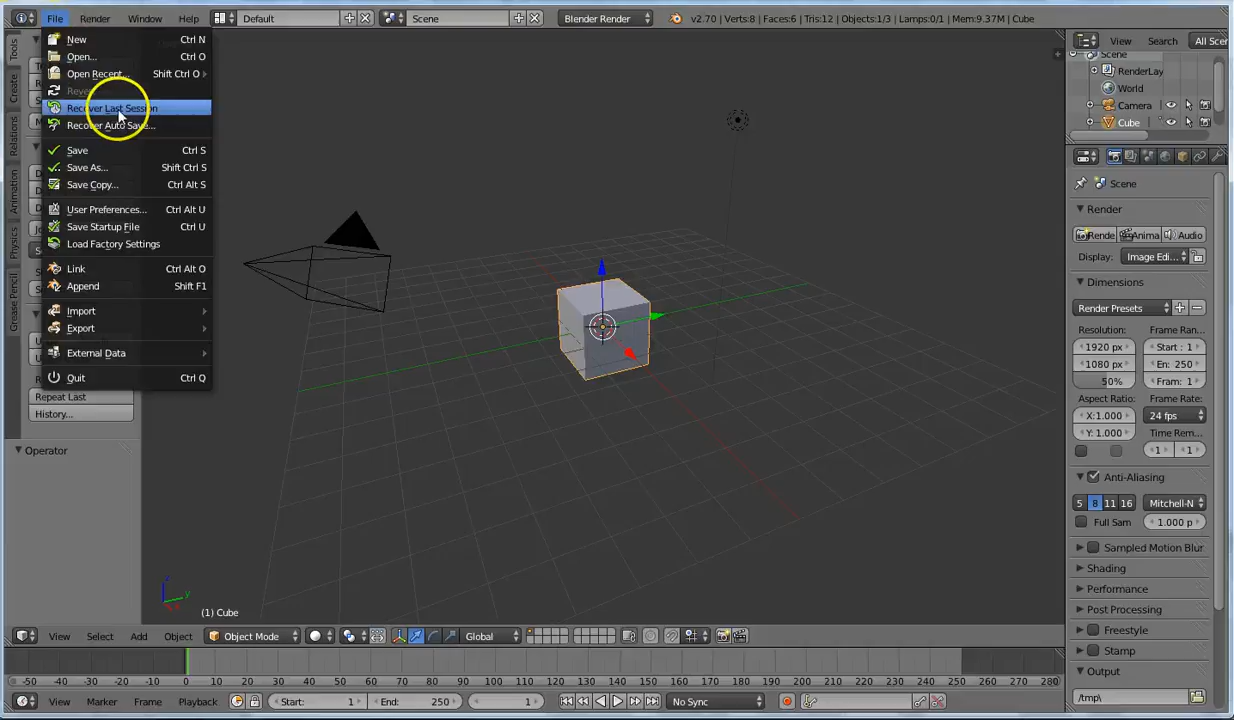 File Render Window Help Default Scene Blender Render v2.70 | Verts:8 | Faces:6 | Tris:12 | Objects:1/3 | Lamps:0/1 | Mem:9.37M | Cube
New Ctrl N
Open... Ctrl O
Open Recent... Shift Ctrl O
Recover Last Session
Recover Auto Save...
Save Ctrl S
Save As... Shift Ctrl S
Save Copy... Ctrl Alt S
User Preferences... Ctrl Alt U
Save Startup File Ctrl U
Load Factory Settings
Link Ctrl Alt O
Append Shift F1
Import
Export
External Data
Quit Ctrl Q
Repeat Last
History...
Operator
Tools
Create
Relations
Animation
Physics
Grease Pencil
(1) Cube
View Select Add Object Object Mode Global
-50 -40 -30 -20 -10 0 10 20 30 40 50 60 70 80 90 100 110 120 130 140 150 160 170 180 190 200 210 220 230 240 250 260 270 280
View Marker Frame Playback Start: 1 End: 250 1 No Sync
View Search All Scen
Scene
RenderLay
World
Camera
Cube
Scene
Render
Rende Anima Audio
Display: Image Edi...
Dimensions
Render Presets
Resolution: Frame Ran...
1920 px Start : 1
1080 px En: 250
50% Fram: 1
Aspect Ratio: Frame Rate:
X:1.000 24 fps
Y: 1.000 Time Rem...
1 1
Anti-Aliasing
5 8 11 16 Mitchell-N
Full Sam 1.000 p
Sampled Motion Blur
Shading
Performance
Post Processing
Freestyle
Stamp
Output
/tmp\